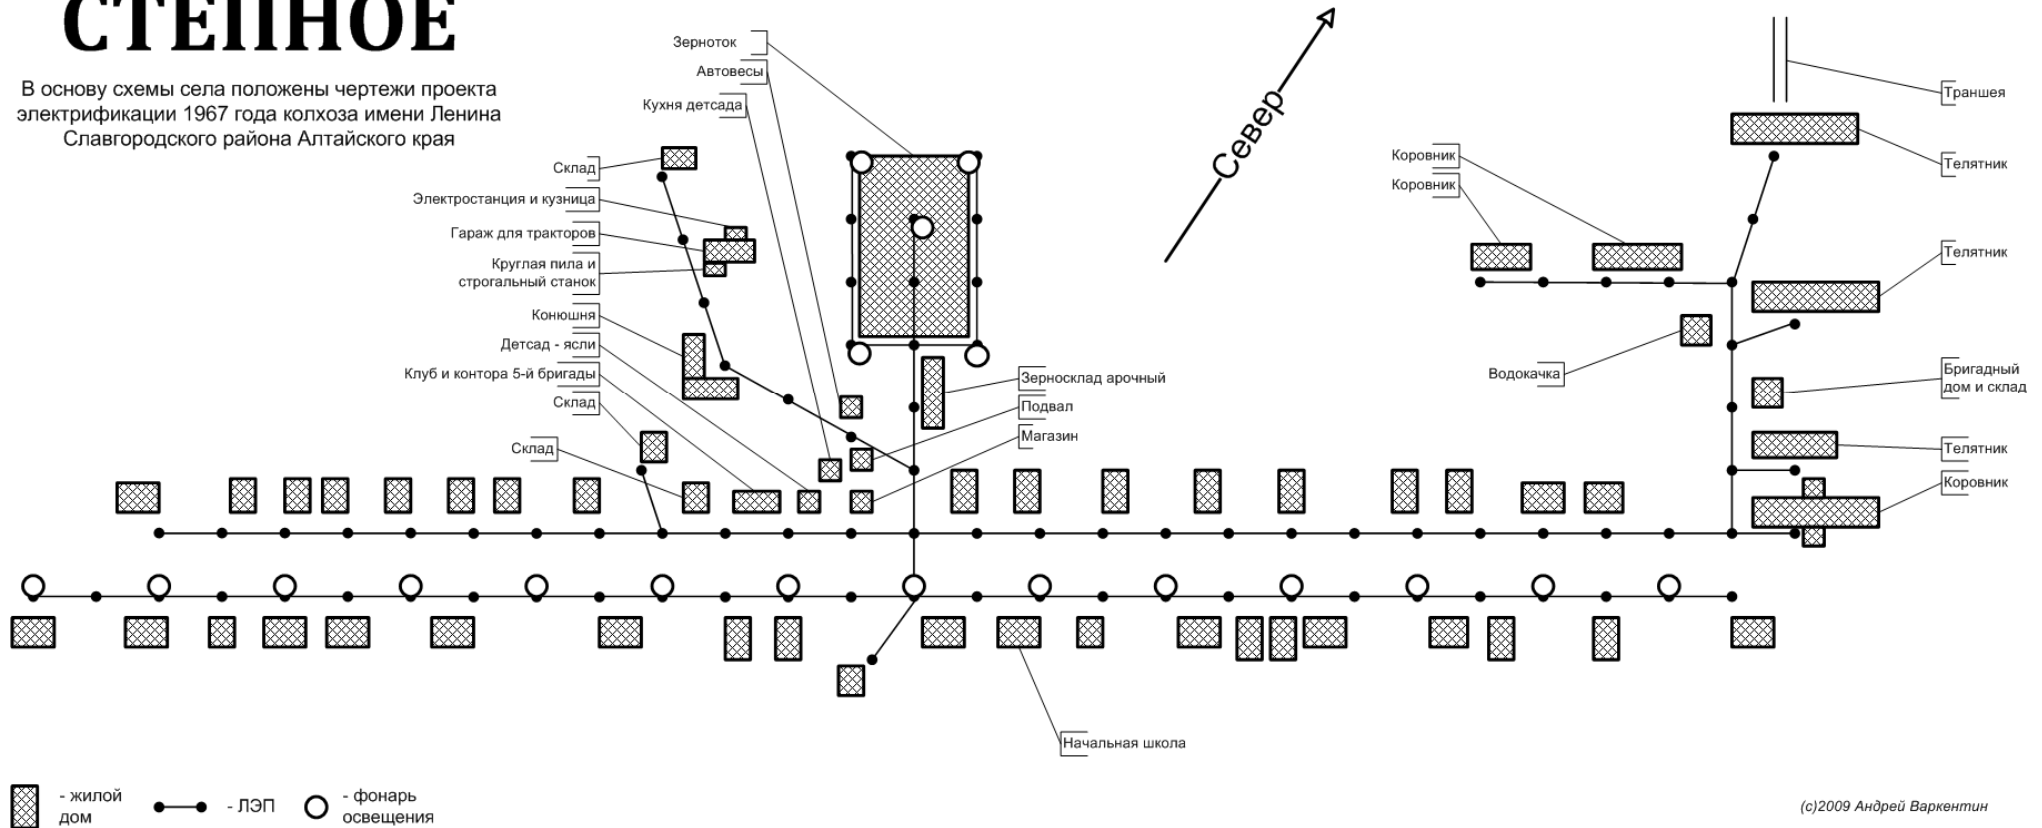 СТЕПНОЕ
В основу схемы села положены чертежи проекта
электрификации 1967 года колхоза имени Ленина
Славгородского района Алтайского края
Зерноток
Автовесы
Кухня детсада
Склад
Электростанция и кузница
Гараж для тракторов
Круглая пила и
строгальный станок
Конюшня
Детсад - ясли
Клуб и контора 5-й бригады
Склад
Склад
Зерносклад арочный
Подвал
Магазин
Север
Коровник
Коровник
Водокачка
Траншея
Телятник
Телятник
Бригадный
дом и склад
Телятник
Коровник
Начальная школа
- жилой
дом
- ЛЭП
- фонарь
освещения
(с)2009 Андрей Варкентин